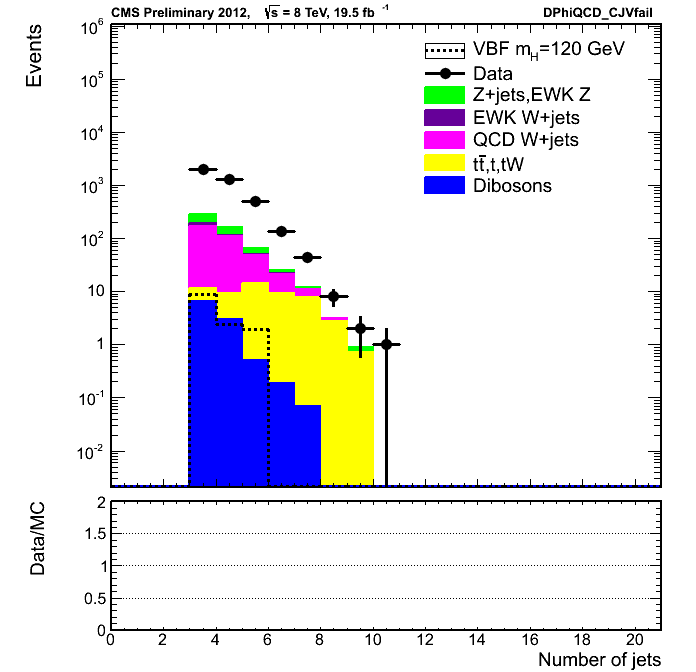 CMS Preliminary 2012, √s = 8 TeV, 19.5 fb⁻¹ DPhiQCD_CJVfail
Events
10⁶
10⁵
10⁴
10³
10²
10
1
10⁻¹
10⁻²
VBF m_H=120 GeV
Data
Z+jets,EWK Z
EWK W+jets
QCD W+jets
tt̅,t,tW
Dibosons
Data/MC
2
1.5
1
0.5
0
0 2 4 6 8 10 12 14 16 18 20
Number of jets